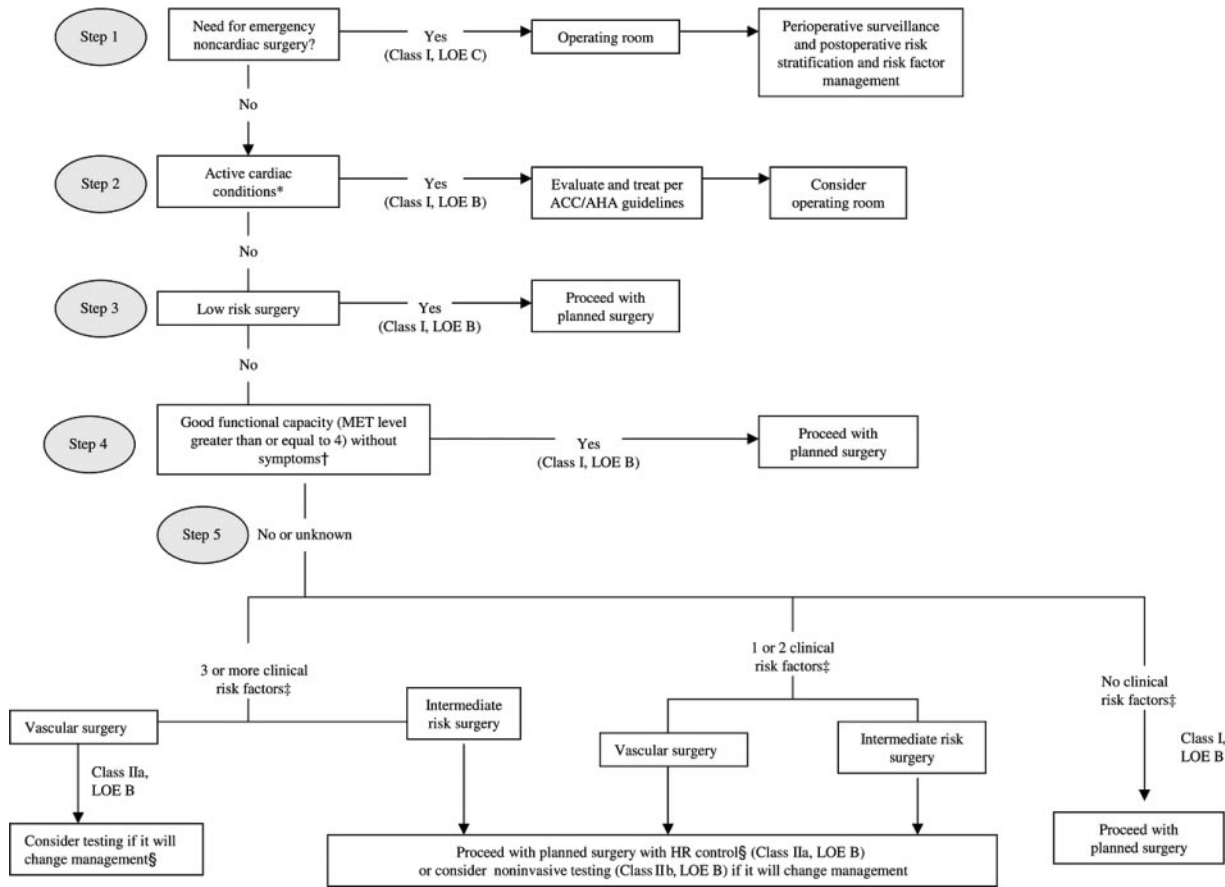 Step 1
Need for emergency
noncardiac surgery?
Yes
(Class I, LOE C)
Operating room
Perioperative surveillance
and postoperative risk
stratification and risk factor
management
No
Step 2
Active cardiac
conditions*
Yes
(Class I, LOE B)
Evaluate and treat per
ACC/AHA guidelines
Consider
operating room
No
Step 3
Low risk surgery
Yes
(Class I, LOE B)
Proceed with
planned surgery
No
Step 4
Good functional capacity (MET level
greater than or equal to 4) without
symptoms†
Yes
(Class I, LOE B)
Proceed with
planned surgery
Step 5
No or unknown
3 or more clinical
risk factors‡
1 or 2 clinical
risk factors‡
No clinical
risk factors‡
Vascular surgery
Intermediate
risk surgery
Vascular surgery
Intermediate risk
surgery
Class IIa,
LOE B
Class I,
LOE B
Consider testing if it will
change management§
Proceed with planned surgery with HR control§ (Class IIa, LOE B)
or consider noninvasive testing (Class IIb, LOE B) if it will change management
Proceed with
planned surgery